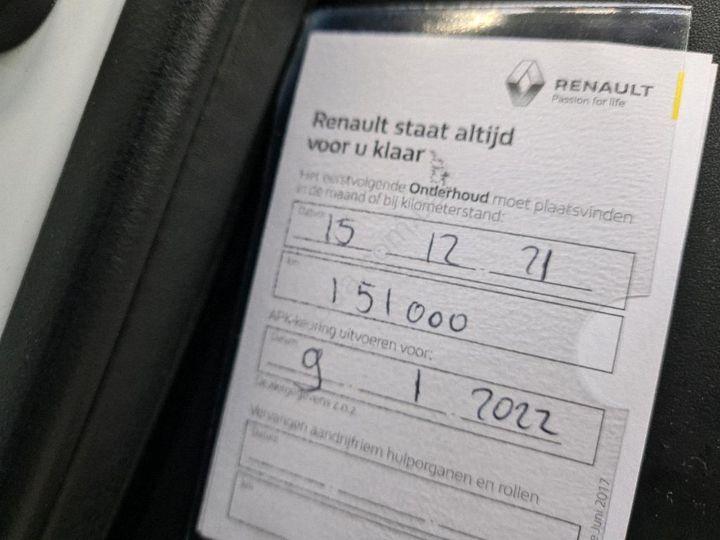 RENAULT
Passion for life
Renault staat altijd
voor u klaar
Het eerstvolgende Onderhoud moet plaatsvinden
in de maand of bij kilometerstand:
Datum
15 12 21
km
151000
APK-keuring uitvoeren voor:
Datum
9 1 2022
Dealergegevens z.o.z.
Vervangen aandrijfriem hulporganen en rollen
Datum
km
Juni 2017